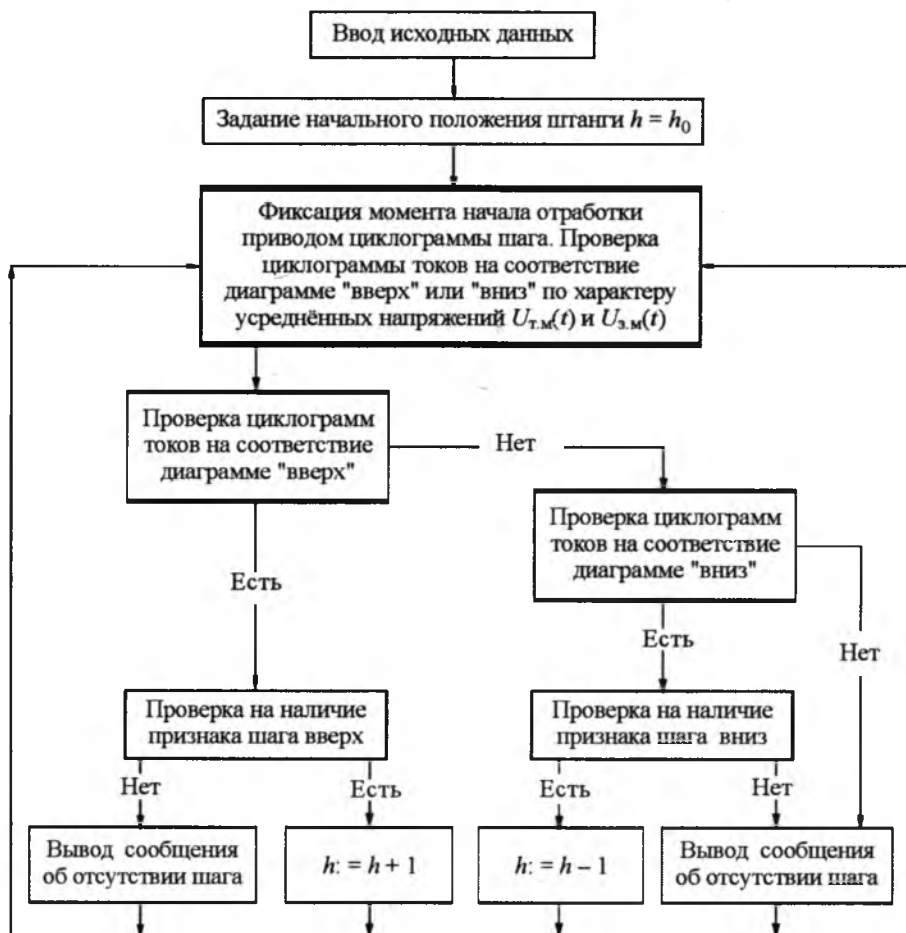 Ввод исходных данных
Задание начального положения штанги h = h₀
Фиксация момента начала отработки
приводом циклограммы шага. Проверка
циклограммы токов на соответствие
диаграмме "вверх" или "вниз" по характеру
усреднённых напряжений Uт.м(t) и Uз.м(t)
Проверка циклограмм
токов на соответствие
диаграмме "вверх"
Нет
Проверка циклограмм
токов на соответствие
диаграмме "вниз"
Есть
Есть
Нет
Проверка на наличие
признака шага вверх
Проверка на наличие
признака шага вниз
Нет
Есть
Есть
Нет
Вывод сообщения
об отсутствии шага
h: = h + 1
h: = h – 1
Вывод сообщения
об отсутствии шага